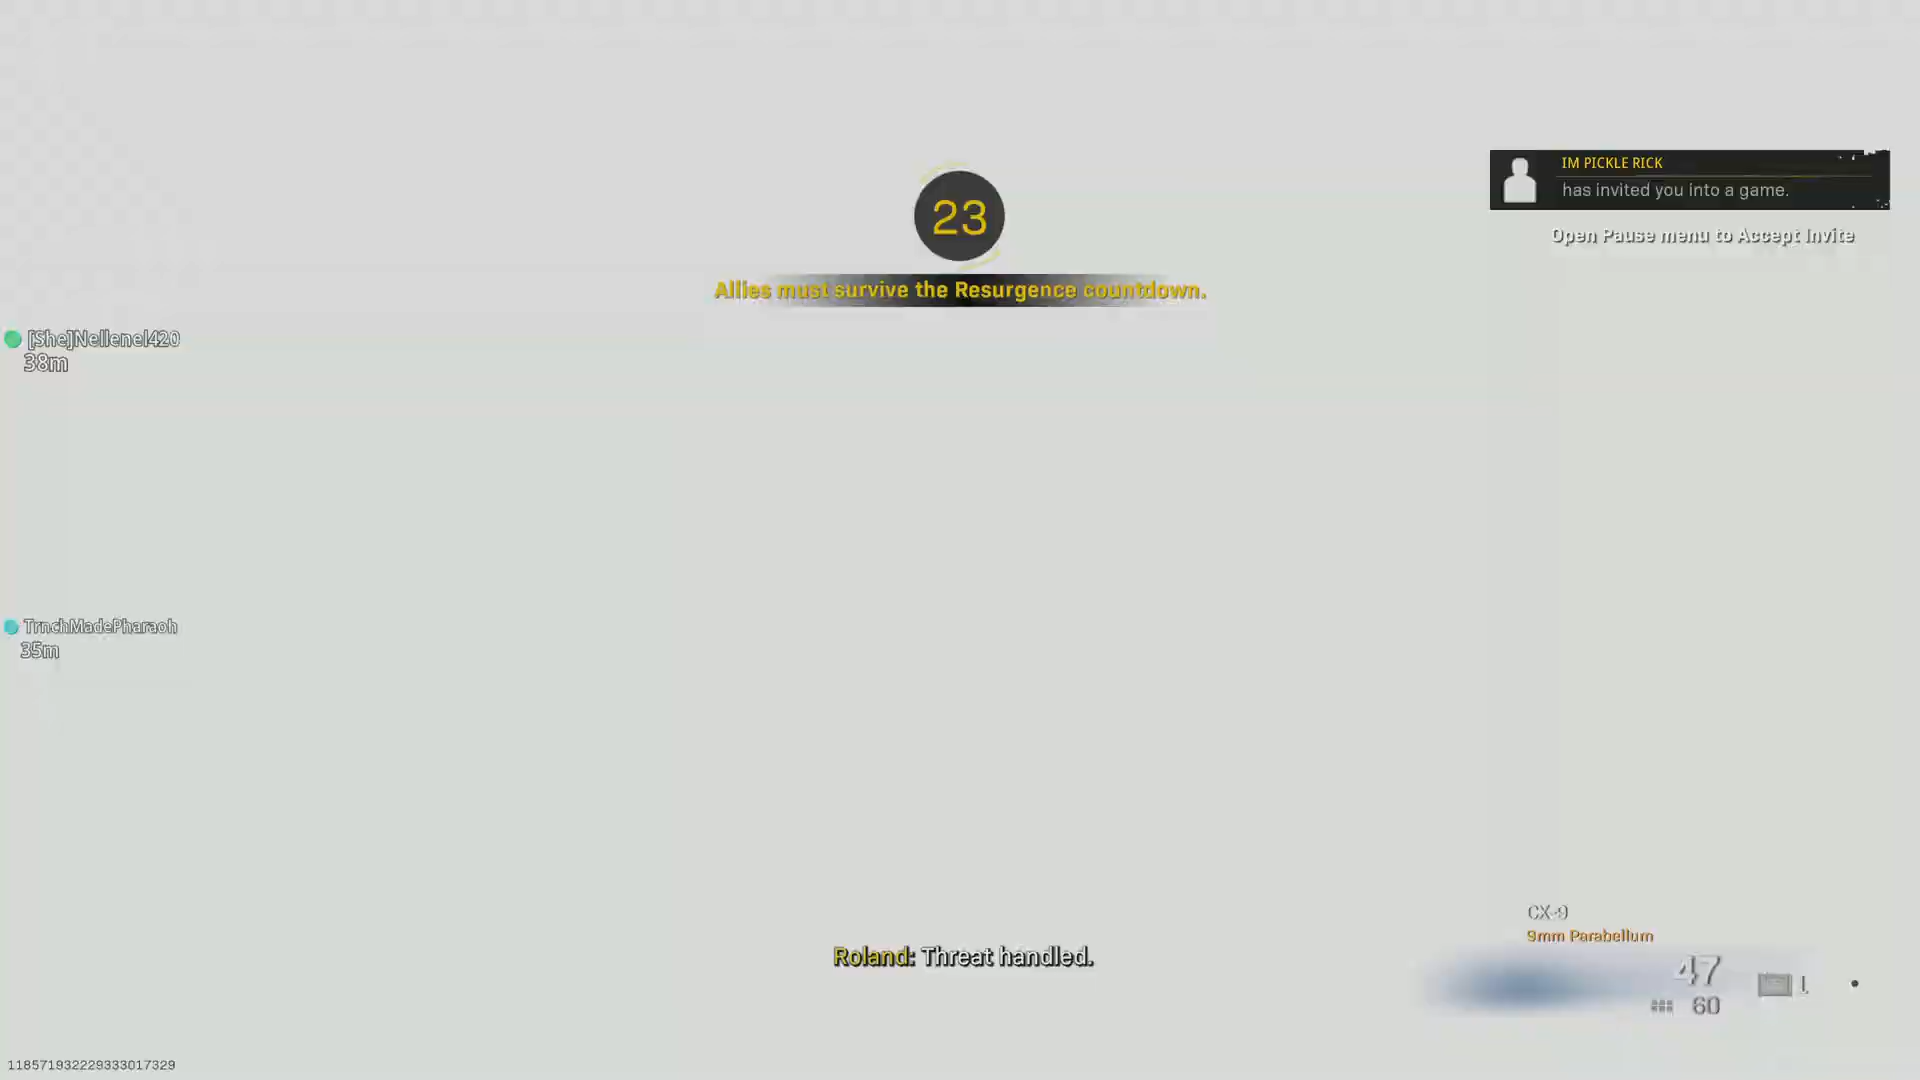 IM PICKLE RICK
has invited you into a game.
Open Pause menu to Accept Invite
23
Allies must survive the Resurgence countdown.
[She]Nellenel420
38m
TrnchMadePharaoh
35m
Roland: Threat handled.
CX-9
9mm Parabellum
47
60
118571932229333017329